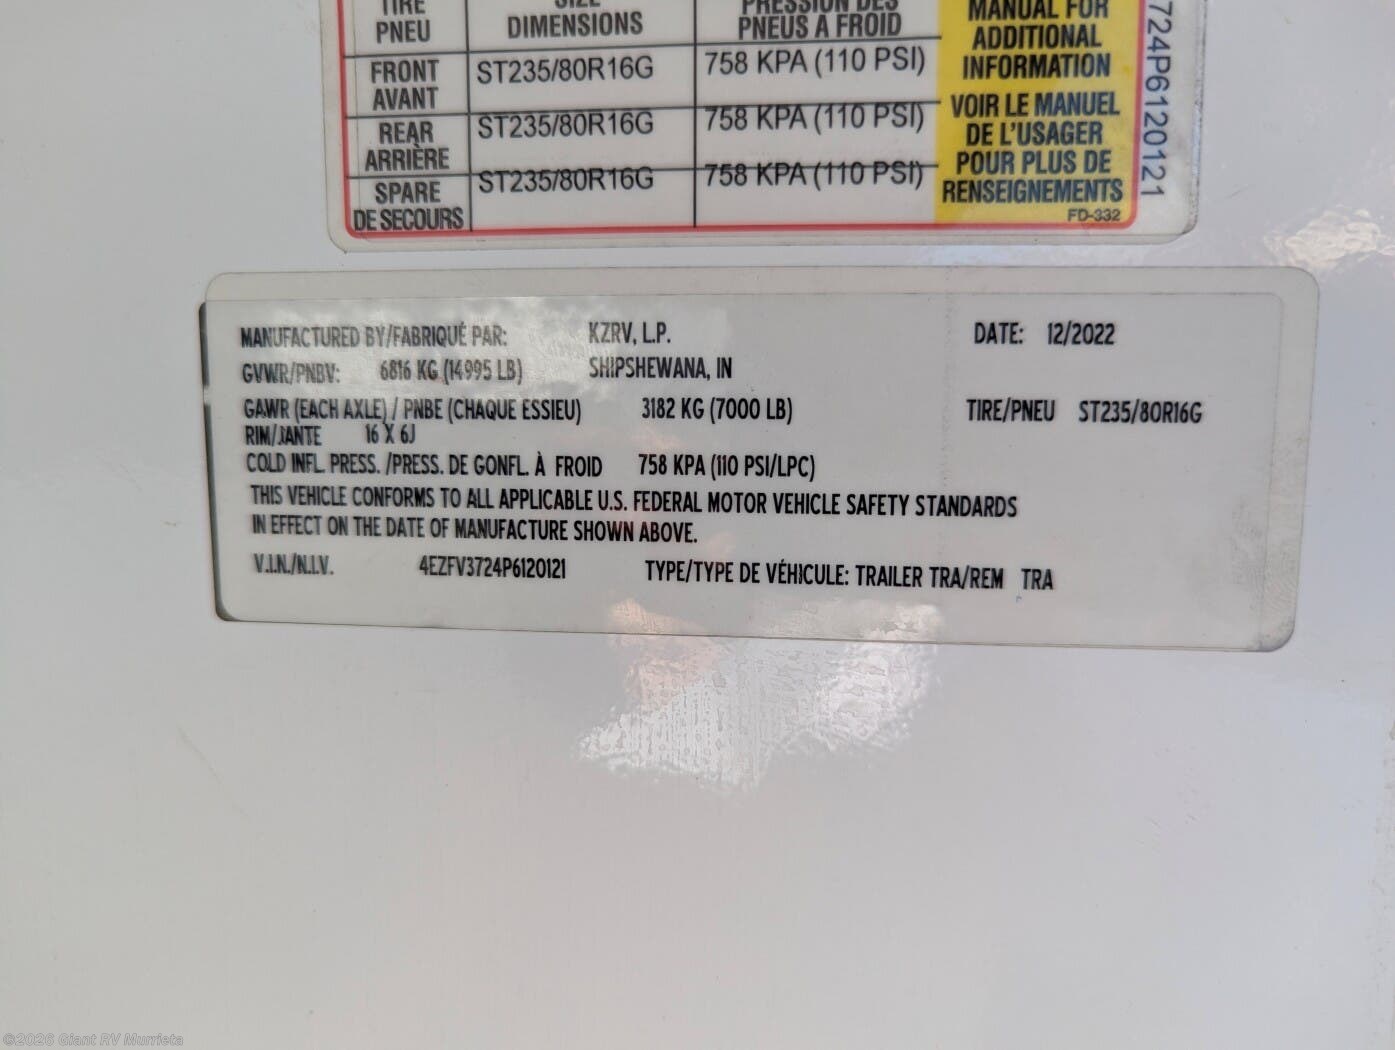 TIRE SIZE PRESSION DES MANUAL FOR
PNEU DIMENSIONS PNEUS A FROID ADDITIONAL
INFORMATION
FRONT ST235/80R16G 758 KPA (110 PSI)
AVANT
REAR ST235/80R16G 758 KPA (110 PSI)
ARRIÈRE
SPARE ST235/80R16G 758 KPA (110 PSI)
DE SECOURS
VOIR LE MANUEL
DE L'USAGER
POUR PLUS DE
RENSEIGNEMENTS
FD-332
724P6120121
MANUFACTURED BY/FABRIQUÉ PAR: KZRV, L.P. DATE: 12/2022
GVWR/PNBV: 6816 KG (14995 LB) SHIPSHEWANA, IN
GAWR (EACH AXLE) / PNBE (CHAQUE ESSIEU) 3182 KG (7000 LB) TIRE/PNEU ST235/80R16G
RIM/JANTE 16 X 6J
COLD INFL. PRESS. /PRESS. DE GONFL. À FROID 758 KPA (110 PSI/LPC)
THIS VEHICLE CONFORMS TO ALL APPLICABLE U.S. FEDERAL MOTOR VEHICLE SAFETY STANDARDS
IN EFFECT ON THE DATE OF MANUFACTURE SHOWN ABOVE.
V.I.N./N.I.V. 4EZFV3724P6120121 TYPE/TYPE DE VÉHICULE: TRAILER TRA/REM TRA
©2026 Giant RV Murrieta